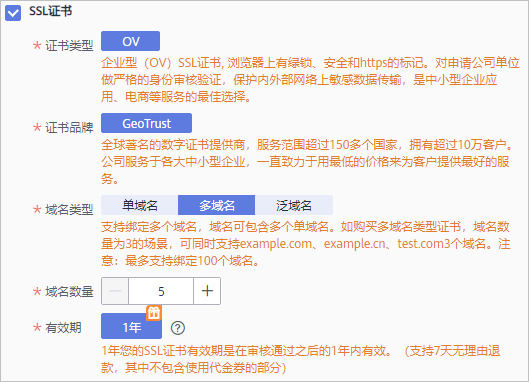 SSL证书
* 证书类型 OV
企业型（OV）SSL证书, 浏览器上有绿锁、安全和https的标记。对申请公司单位
做严格的身份审核验证，保护内外部网络上敏感数据传输，是中小型企业应
用、电商等服务的最佳选择。
* 证书品牌 GeoTrust
全球著名的数字证书提供商，服务范围超过150多个国家，拥有超过10万客户。
公司服务于各大中小型企业，一直致力于用最低的价格来为客户提供最好的服
务。
* 域名类型 单域名 多域名 泛域名
支持绑定多个域名，域名可包含多个单域名。如购买多域名类型证书，域名数
量为3的场景，可同时支持example.com、example.cn、test.com3个域名。注
意：最多支持绑定100个域名。
* 域名数量 — 5 +
* 有效期 1年 ?
1年您的SSL证书有效期是在审核通过之后的1年内有效。（支持7天无理由退
款，其中不包含使用代金券的部分）